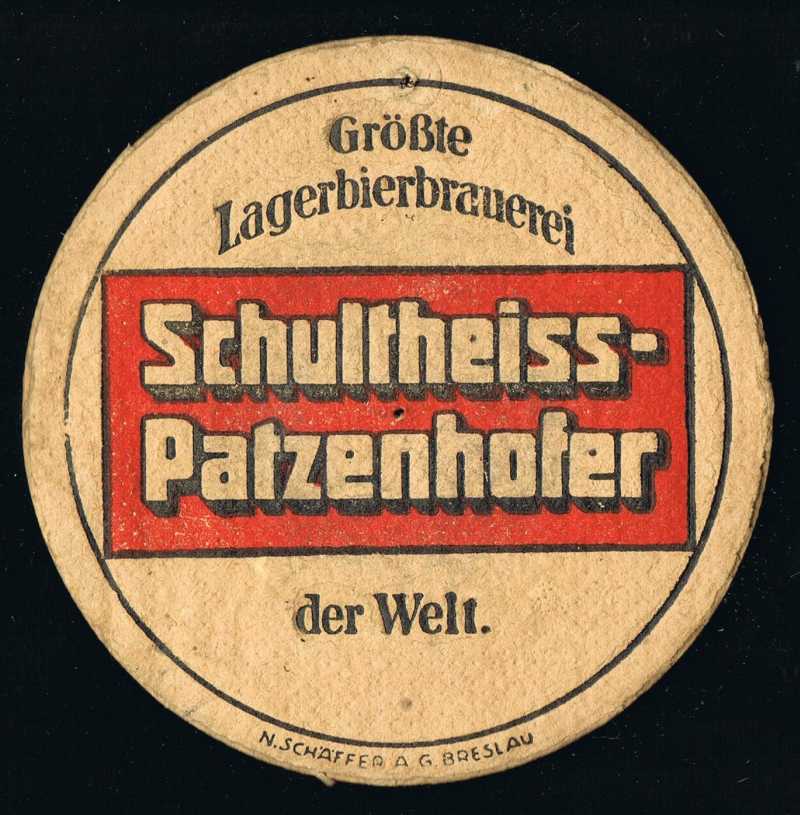 Größte
Lagerbierbrauerei
Schultheiss-
Patzenhofer
der Welt.
N. SCHÄFFER A G. BRESLAU